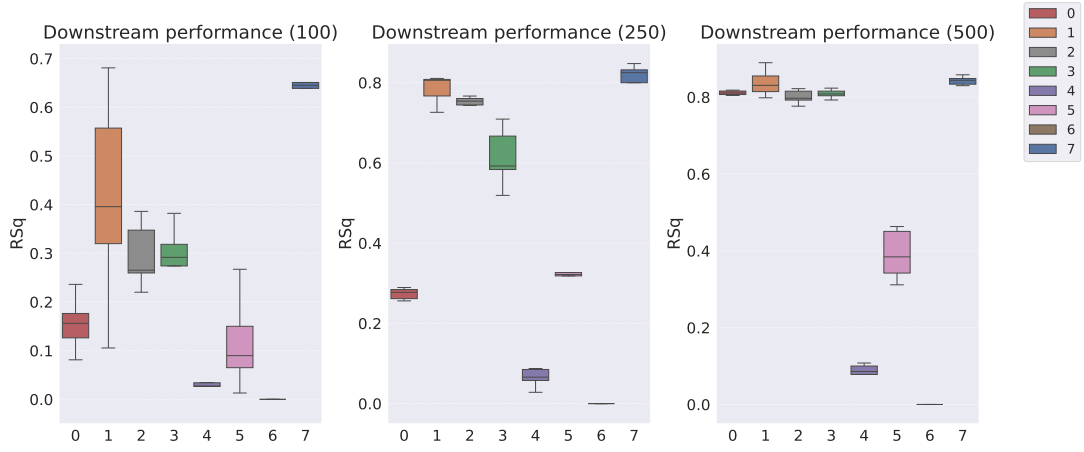 Downstream performance (100)
RSq
0.7
0.6
0.5
0.4
0.3
0.2
0.1
0.0
0 1 2 3 4 5 6 7
Downstream performance (250)
RSq
0.8
0.6
0.4
0.2
0.0
0 1 2 3 4 5 6 7
Downstream performance (500)
RSq
0.8
0.6
0.4
0.2
0.0
0 1 2 3 4 5 6 7
0
1
2
3
4
5
6
7